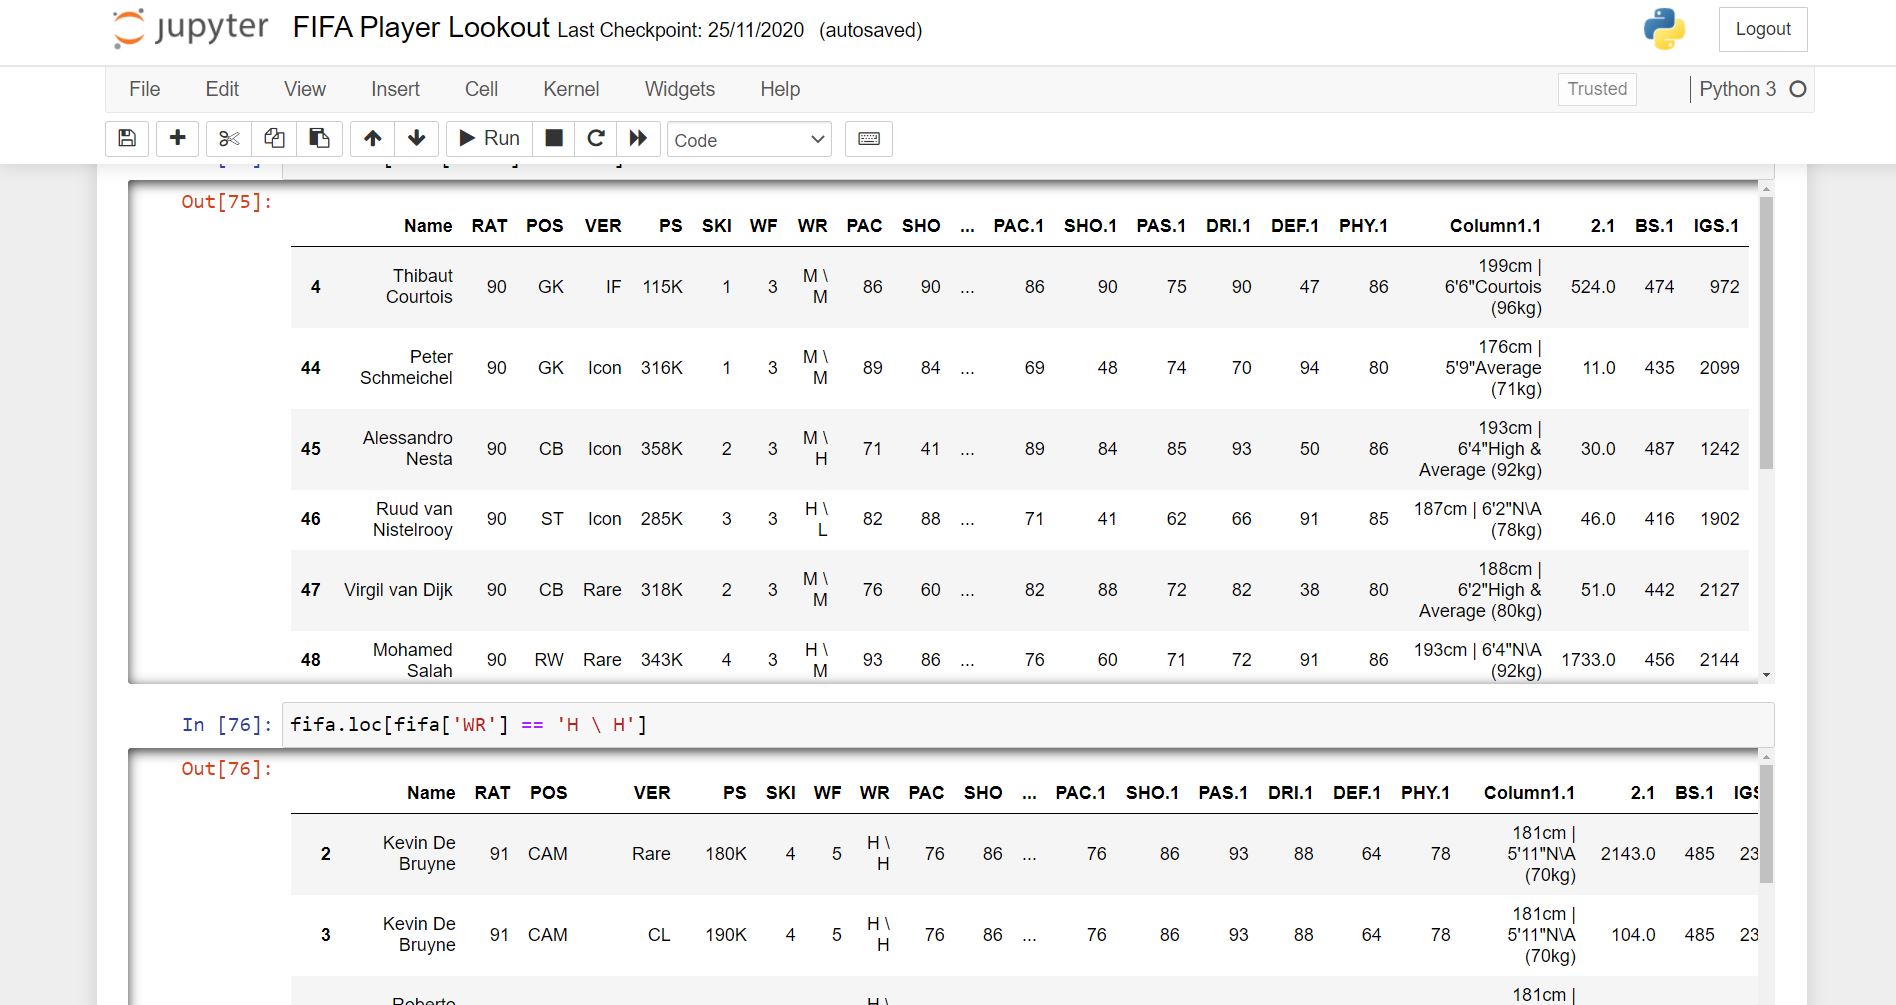 jupyter FIFA Player Lookout Last Checkpoint: 25/11/2020 (autosaved) Logout
File Edit View Insert Cell Kernel Widgets Help Trusted Python 3
Run Code
Out[75]:
Name RAT POS VER PS SKI WF WR PAC SHO ... PAC.1 SHO.1 PAS.1 DRI.1 DEF.1 PHY.1 Column1.1 2.1 BS.1 IGS.1
4 Thibaut Courtois 90 GK IF 115K 1 3 M \ M 86 90 ... 86 90 75 90 47 86 199cm | 6'6"Courtois (96kg) 524.0 474 972
44 Peter Schmeichel 90 GK Icon 316K 1 3 M \ M 89 84 ... 69 48 74 70 94 80 176cm | 5'9"Average (71kg) 11.0 435 2099
45 Alessandro Nesta 90 CB Icon 358K 2 3 M \ H 71 41 ... 89 84 85 93 50 86 193cm | 6'4"High & Average (92kg) 30.0 487 1242
46 Ruud van Nistelrooy 90 ST Icon 285K 3 3 H \ L 82 88 ... 71 41 62 66 91 85 187cm | 6'2"N\A (78kg) 46.0 416 1902
47 Virgil van Dijk 90 CB Rare 318K 2 3 M \ M 76 60 ... 82 88 72 82 38 80 188cm | 6'2"High & Average (80kg) 51.0 442 2127
48 Mohamed Salah 90 RW Rare 343K 4 3 H \ M 93 86 ... 76 60 71 72 91 86 193cm | 6'4"N\A (92kg) 1733.0 456 2144
In [76]: fifa.loc[fifa['WR'] == 'H \ H']
Out[76]:
Name RAT POS VER PS SKI WF WR PAC SHO ... PAC.1 SHO.1 PAS.1 DRI.1 DEF.1 PHY.1 Column1.1 2.1 BS.1 IGS
2 Kevin De Bruyne 91 CAM Rare 180K 4 5 H \ H 76 86 ... 76 86 93 88 64 78 181cm | 5'11"N\A (70kg) 2143.0 485 23
3 Kevin De Bruyne 91 CAM CL 190K 4 5 H \ H 76 86 ... 76 86 93 88 64 78 181cm | 5'11"N\A (70kg) 104.0 485 23
Roberto H \ 181cm |